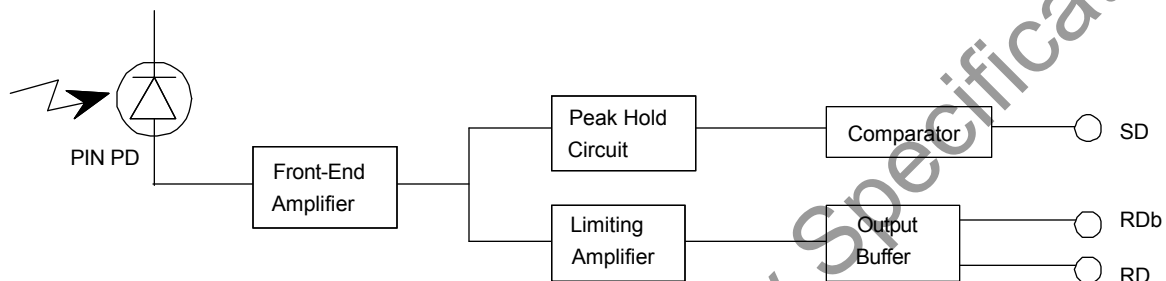 PIN PD
Front-End
Amplifier
Peak Hold
Circuit
Comparator
SD
Limiting
Amplifier
Output
Buffer
RDb
RD